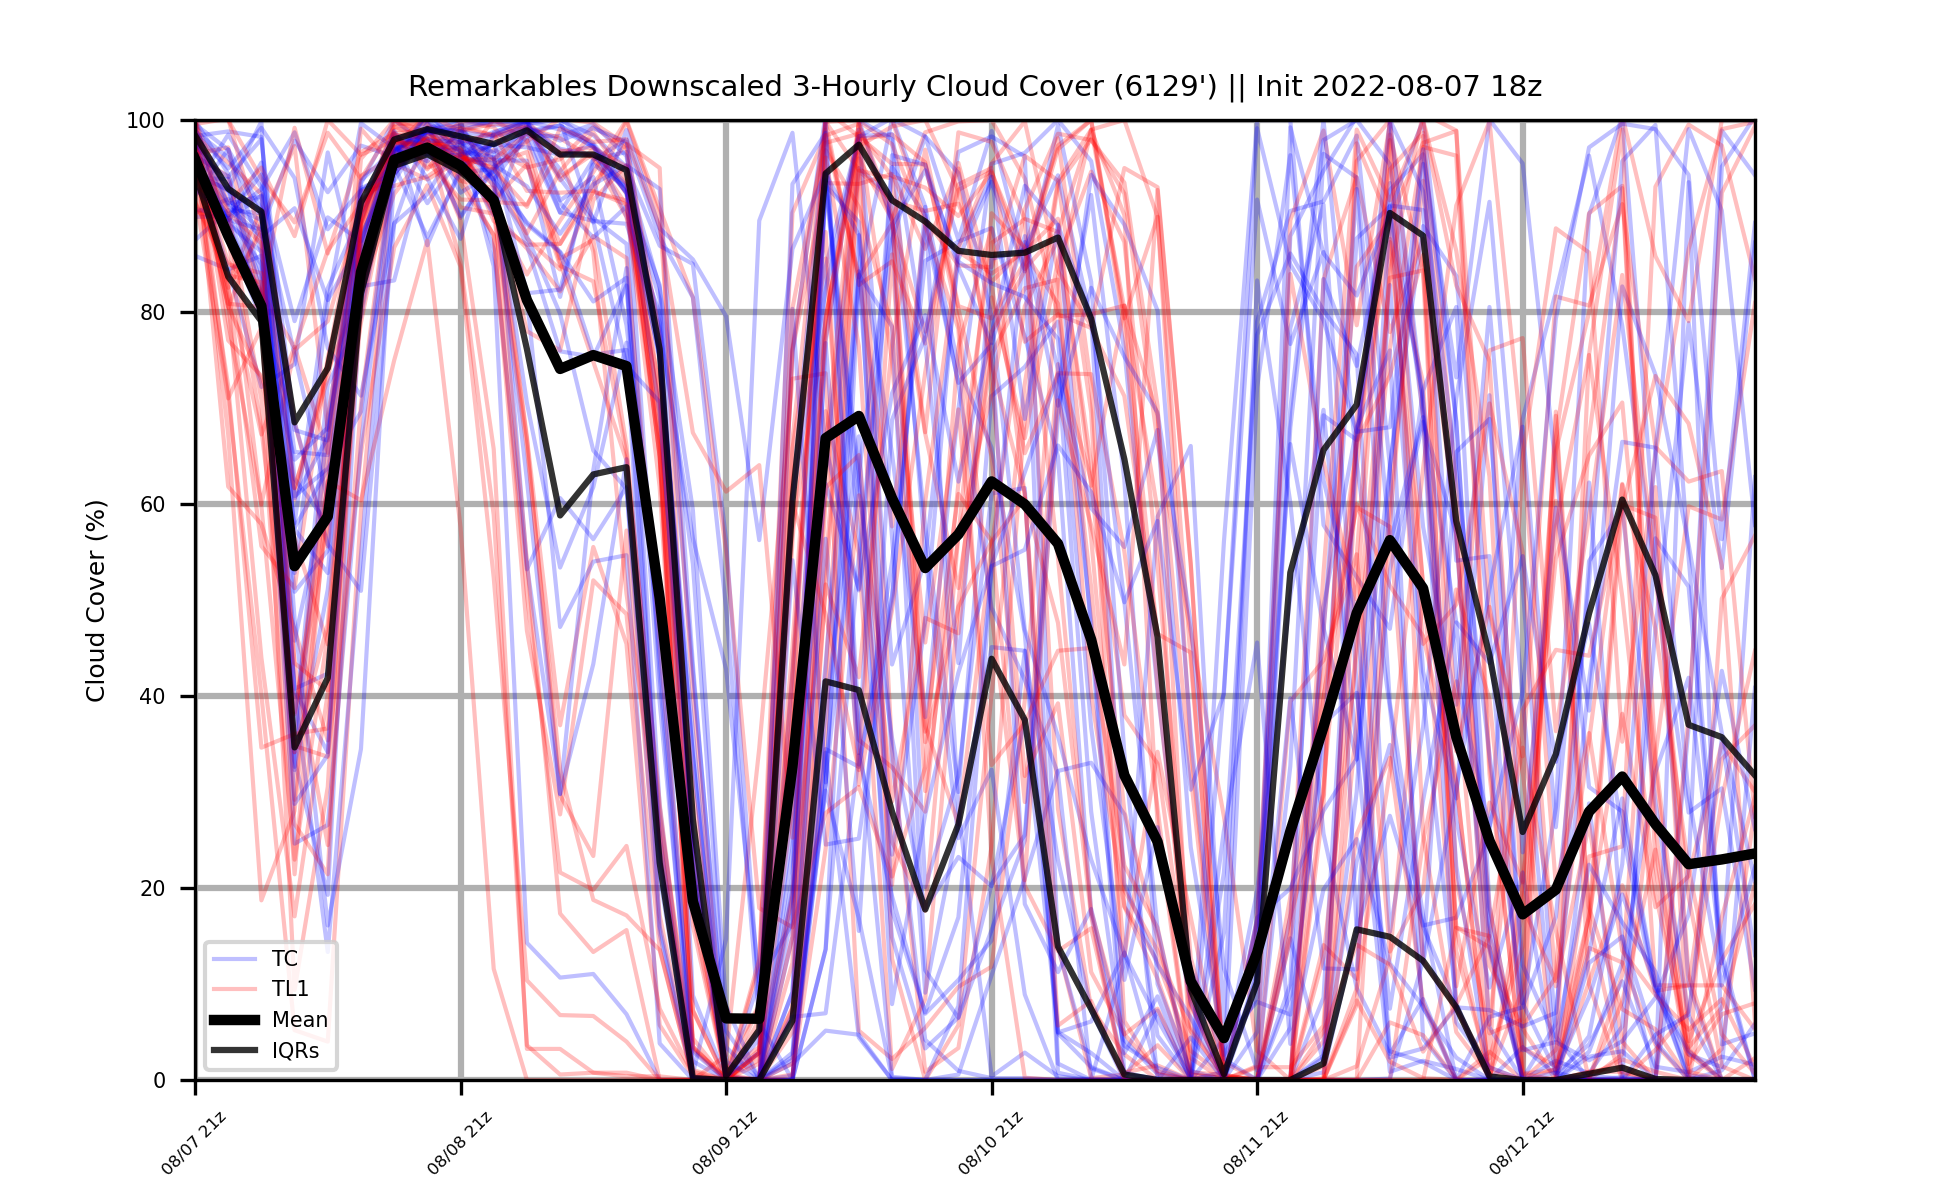 Remarkables Downscaled 3-Hourly Cloud Cover (6129') || Init 2022-08-07 18z
Cloud Cover (%)
100
80
60
40
20
0
TC
TL1
Mean
IQRs
08/07 21z
08/08 21z
08/09 21z
08/10 21z
08/11 21z
08/12 21z